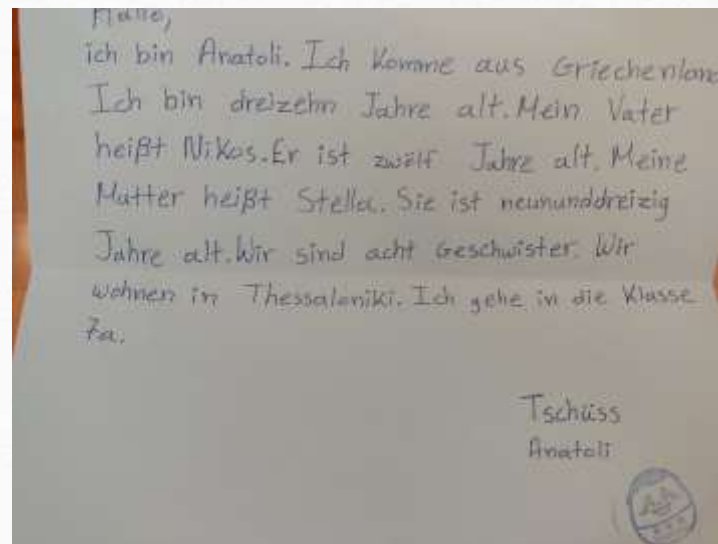 Hallo,
ich bin Anatoli. Ich komme aus Griechenland
Ich bin dreizehn Jahre alt. Mein Vater
heißt Nikos. Er ist zwölf Jahre alt. Meine
Mutter heißt Stella. Sie ist neununddreizig
Jahre alt. Wir sind acht Geschwister. Wir
wohnen in Thessaloniki. Ich gehe in die Klasse
7a.
Tschüss
Anatoli